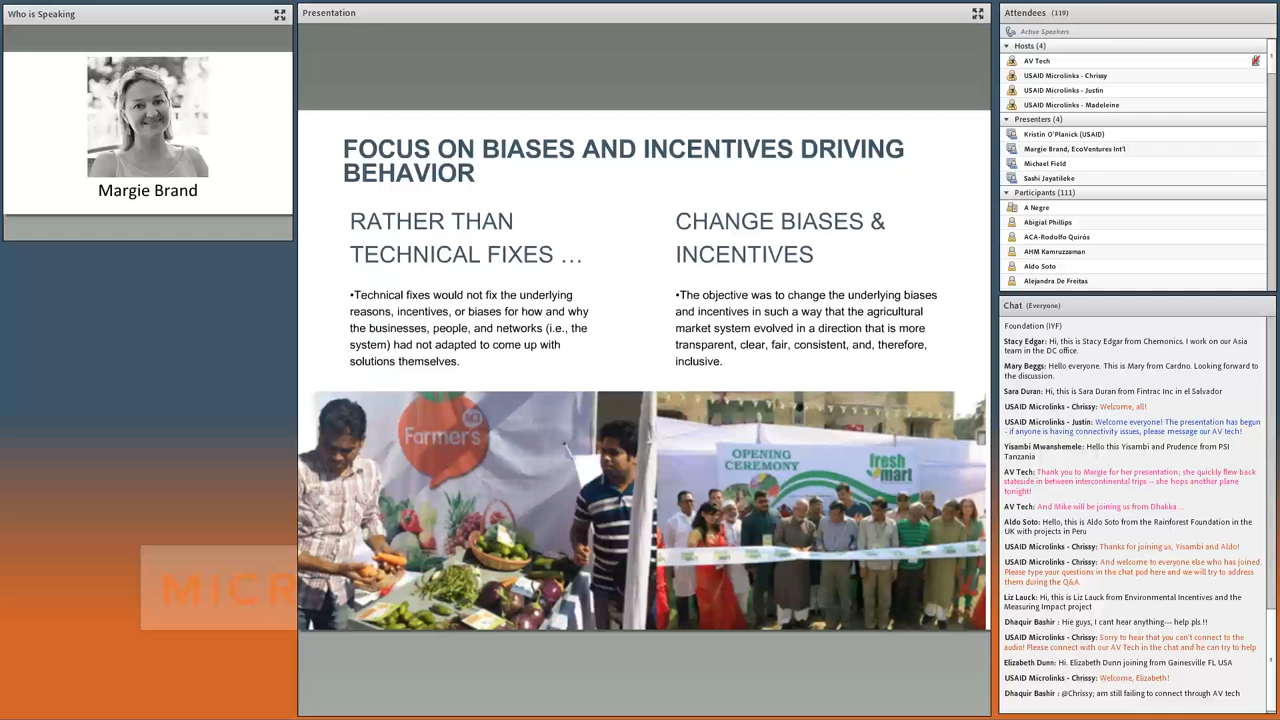 Who is Speaking
Margie Brand
MICR
Presentation
FOCUS ON BIASES AND INCENTIVES DRIVING
BEHAVIOR
RATHER THAN
TECHNICAL FIXES …
•Technical fixes would not fix the underlying
reasons, incentives, or biases for how and why
the businesses, people, and networks (i.e., the
system) had not adapted to come up with
solutions themselves.
CHANGE BIASES &
INCENTIVES
•The objective was to change the underlying biases
and incentives in such a way that the agricultural
market system evolved in a direction that is more
transparent, clear, fair, consistent, and, therefore,
inclusive.
Farmer's
OPENING
CEREMONY
fresh
mart
Attendees (119)
Active Speakers
Hosts (4)
AV Tech
USAID Microlinks - Chrissy
USAID Microlinks - Justin
USAID Microlinks - Madeleine
Presenters (4)
Kristin O'Planick (USAID)
Margie Brand, EcoVentures Int'l
Michael Field
Sashi Jayatileke
Participants (111)
A Negre
Abigial Phillips
ACA-Rodolfo Quirós
AHM Kamruzzaman
Aldo Soto
Alejandra De Freitas
Chat (Everyone)
Foundation (IYF)
Stacy Edgar: Hi, this is Stacy Edgar from Chemonics. I work on our Asia
team in the DC office.
Mary Beggs: Hello everyone. This is Mary from Cardno. Looking forward to
the discussion.
Sara Duran: Hi, this is Sara Duran from Fintrac Inc in el Salvador
USAID Microlinks - Chrissy: Welcome, all!
USAID Microlinks - Justin: Welcome everyone! The presentation has begun
- if anyone is having connectivity issues, please message our AV tech!
Yisambi Mwanshemele: Hello this Yisambi and Prudence from PSI
Tanzania
AV Tech: Thank you to Margie for her presentation; she quickly flew back
stateside in between intercontinental trips -- she hops another plane
tonight!
AV Tech: And Mike will be joining us from Dhakka ...
Aldo Soto: Hello, this is Aldo Soto from the Rainforest Foundation in the
UK with projects in Peru
USAID Microlinks - Chrissy: Thanks for joining us, Yisambi and Aldo!
USAID Microlinks - Chrissy: And welcome to everyone else who has joined.
Please type your questions in the chat pod here and we will try to address
them during the Q&A.
Liz Lauck: Hi, this is Liz Lauck from Environmental Incentives and the
Measuring Impact project
Dhaquir Bashir : Hie guys, I cant hear anything--- help pls.!!
USAID Microlinks - Chrissy: Sorry to hear that you can't connect to the
audio! Please connect with our AV Tech in the chat and he can try to help
Elizabeth Dunn: Hi. Elizabeth Dunn joining from Gainesville FL USA
USAID Microlinks - Chrissy: Welcome, Elizabeth!
Dhaquir Bashir : @Chrissy; am still failing to connect through AV tech